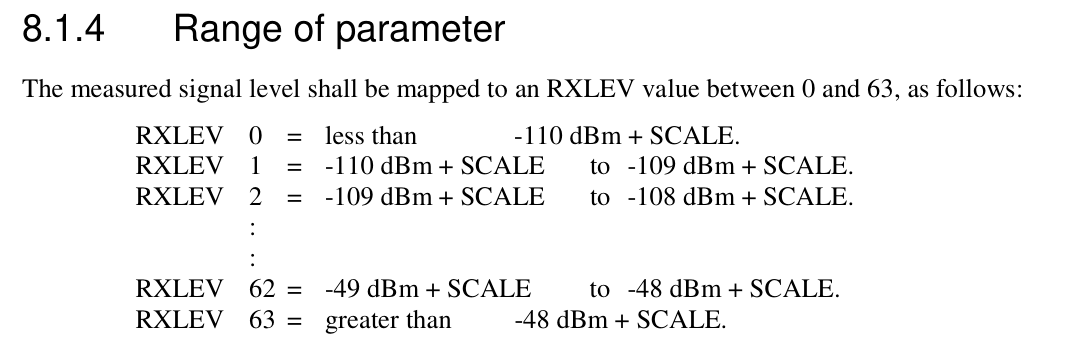 8.1.4 Range of parameter
The measured signal level shall be mapped to an RXLEV value between 0 and 63, as follows:
RXLEV 0 = less than -110 dBm + SCALE.
RXLEV 1 = -110 dBm + SCALE to -109 dBm + SCALE.
RXLEV 2 = -109 dBm + SCALE to -108 dBm + SCALE.
:
:
RXLEV 62 = -49 dBm + SCALE to -48 dBm + SCALE.
RXLEV 63 = greater than -48 dBm + SCALE.